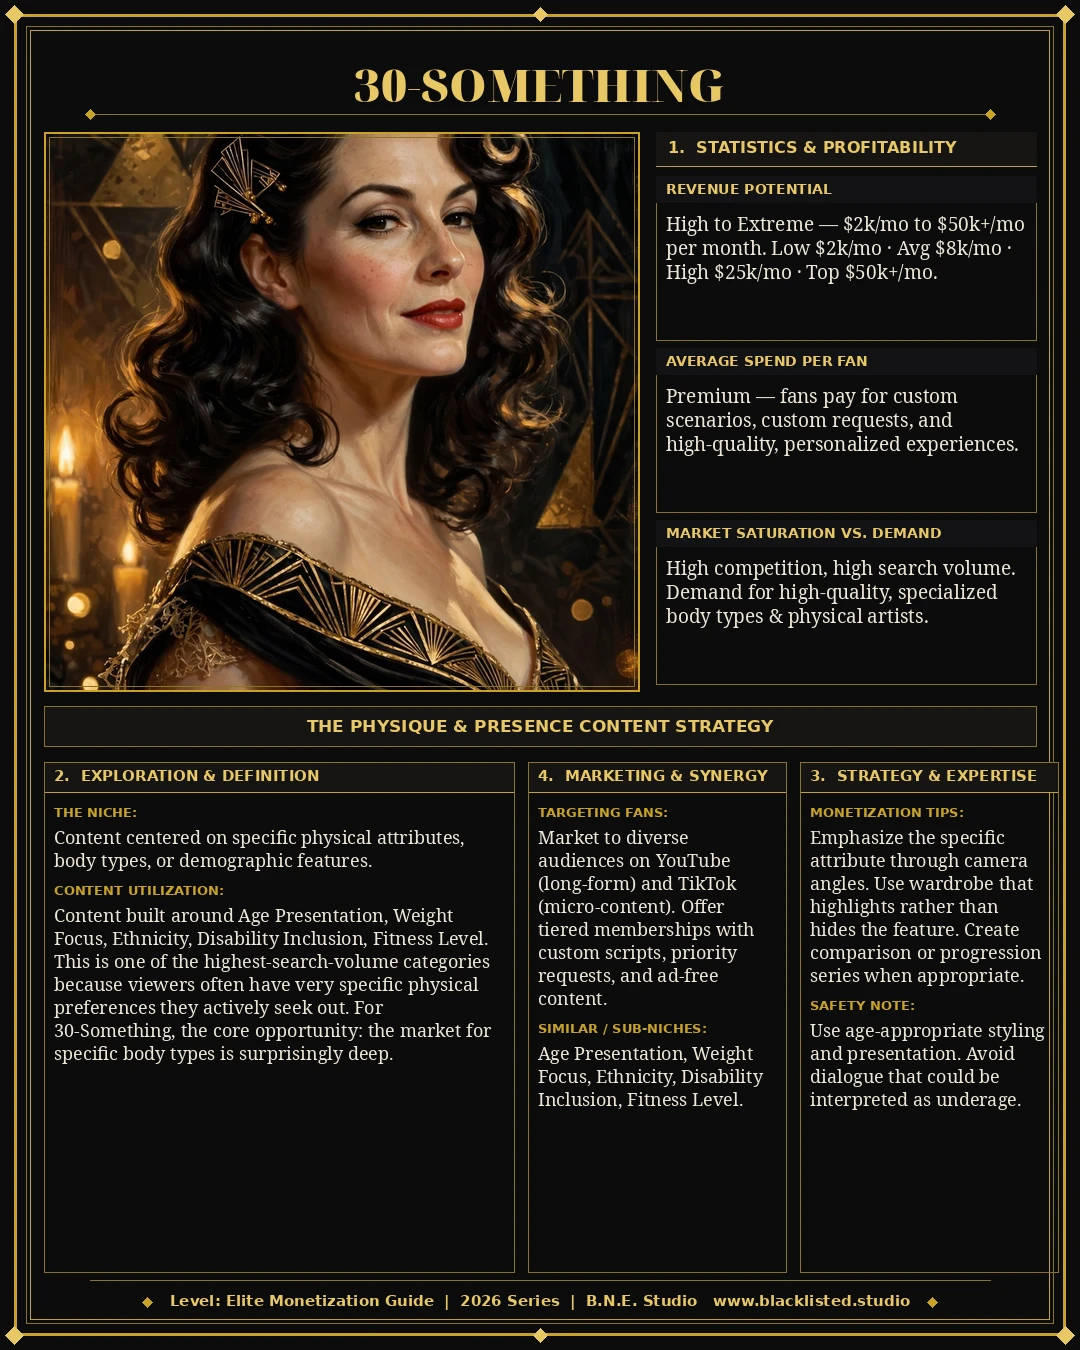 30-SOMETHING
1. STATISTICS & PROFITABILITY
REVENUE POTENTIAL
High to Extreme — $2k/mo to $50k+/mo
per month. Low $2k/mo · Avg $8k/mo ·
High $25k/mo · Top $50k+/mo.
AVERAGE SPEND PER FAN
Premium — fans pay for custom
scenarios, custom requests, and
high-quality, personalized experiences.
MARKET SATURATION VS. DEMAND
High competition, high search volume.
Demand for high-quality, specialized
body types & physical artists.
THE PHYSIQUE & PRESENCE CONTENT STRATEGY
2. EXPLORATION & DEFINITION
THE NICHE:
Content centered on specific physical attributes,
body types, or demographic features.
CONTENT UTILIZATION:
Content built around Age Presentation, Weight
Focus, Ethnicity, Disability Inclusion, Fitness Level.
This is one of the highest-search-volume categories
because viewers often have very specific physical
preferences they actively seek out. For
30-Something, the core opportunity: the market for
specific body types is surprisingly deep.
4. MARKETING & SYNERGY
TARGETING FANS:
Market to diverse
audiences on YouTube
(long-form) and TikTok
(micro-content). Offer
tiered memberships with
custom scripts, priority
requests, and ad-free
content.
SIMILAR / SUB-NICHES:
Age Presentation, Weight
Focus, Ethnicity, Disability
Inclusion, Fitness Level.
3. STRATEGY & EXPERTISE
MONETIZATION TIPS:
Emphasize the specific
attribute through camera
angles. Use wardrobe that
highlights rather than
hides the feature. Create
comparison or progression
series when appropriate.
SAFETY NOTE:
Use age-appropriate styling
and presentation. Avoid
dialogue that could be
interpreted as underage.
Level: Elite Monetization Guide | 2026 Series | B.N.E. Studio www.blacklisted.studio